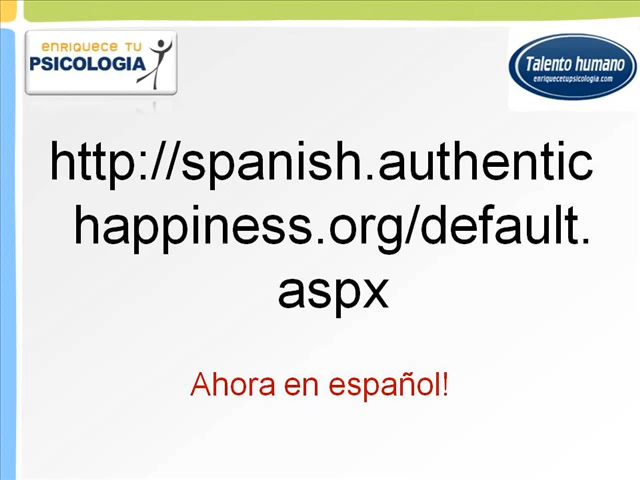 ENRIQUECE TU
PSICOLOGIA
Talento humano
enriquecetupsicologia.com
http://spanish.authentic
happiness.org/default.
aspx
Ahora en español!